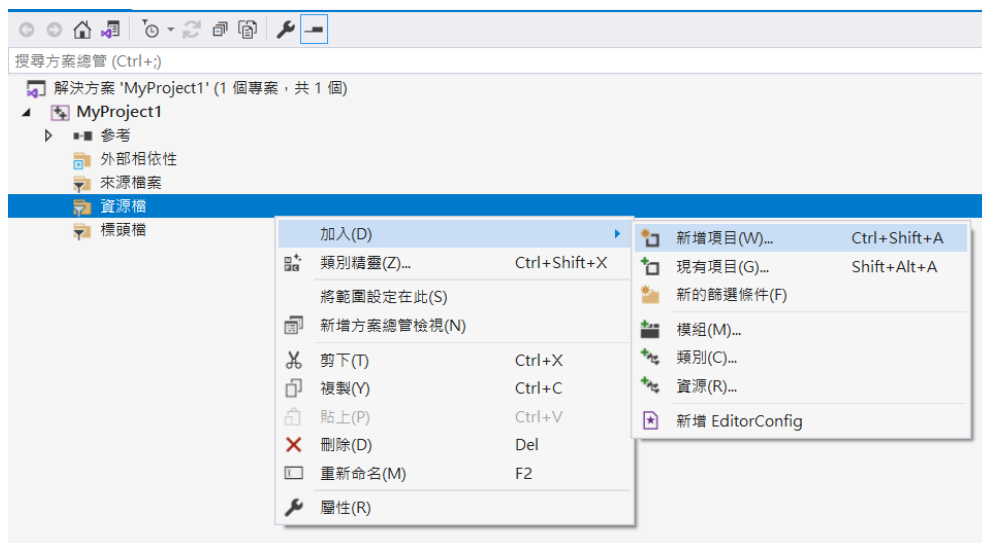 搜尋方案總管 (Ctrl+;)
解決方案 'MyProject1' (1 個專案，共 1 個)
MyProject1
參考
外部相依性
來源檔案
資源檔
標頭檔
加入(D)
類別精靈(Z)... Ctrl+Shift+X
將範圍設定在此(S)
新增方案總管檢視(N)
剪下(T) Ctrl+X
複製(Y) Ctrl+C
貼上(P) Ctrl+V
刪除(D) Del
重新命名(M) F2
屬性(R)
新增項目(W)... Ctrl+Shift+A
現有項目(G)... Shift+Alt+A
新的篩選條件(F)
模組(M)...
類別(C)...
資源(R)...
新增 EditorConfig